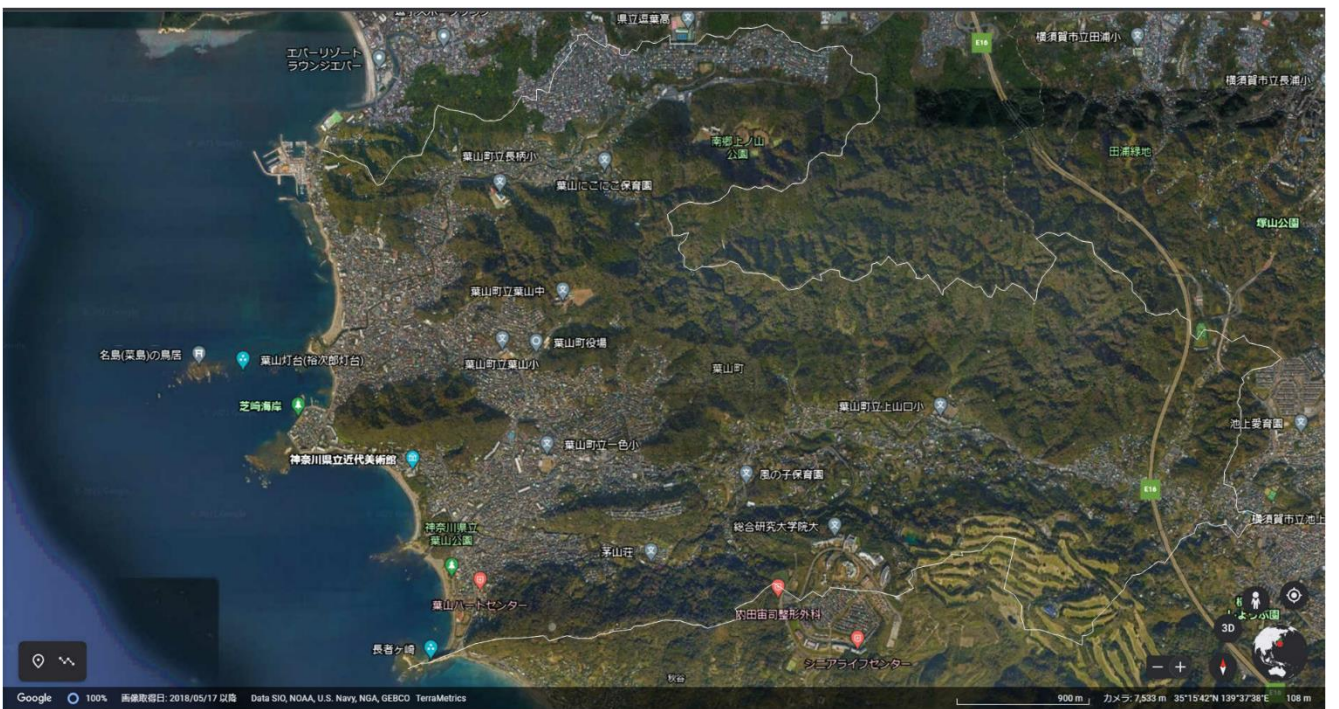 県立逗葉高
エバーリゾート
ラウンジエバー
E16
横須賀市立田浦小
横須賀市立長浦小
南郷上ノ山
公園
田浦緑地
葉山町立長柄小
葉山にこにこ保育園
塚山公園
葉山町立葉山中
名島(菜島)の鳥居
葉山灯台(裕次郎灯台)
葉山町立葉山小
葉山町役場
葉山町
芝崎海岸
葉山町立上山口小
池上愛育園
葉山町立一色小
神奈川県立近代美術館
風の子保育園
E16
神奈川県立
葉山公園
総合研究大学院大
横須賀市立池上
茅山荘
葉山ハートセンター
内田宙司整形外科
しょうぶ園
3D
長者ヶ崎
シニアライフセンター
秋谷
Google 100% 画像取得日: 2018/05/17 以降 Data SIO, NOAA, U.S. Navy, NGA, GEBCO TerraMetrics 900 m カメラ: 7,533 m 35°15'42"N 139°37'38"E 108 m
E16